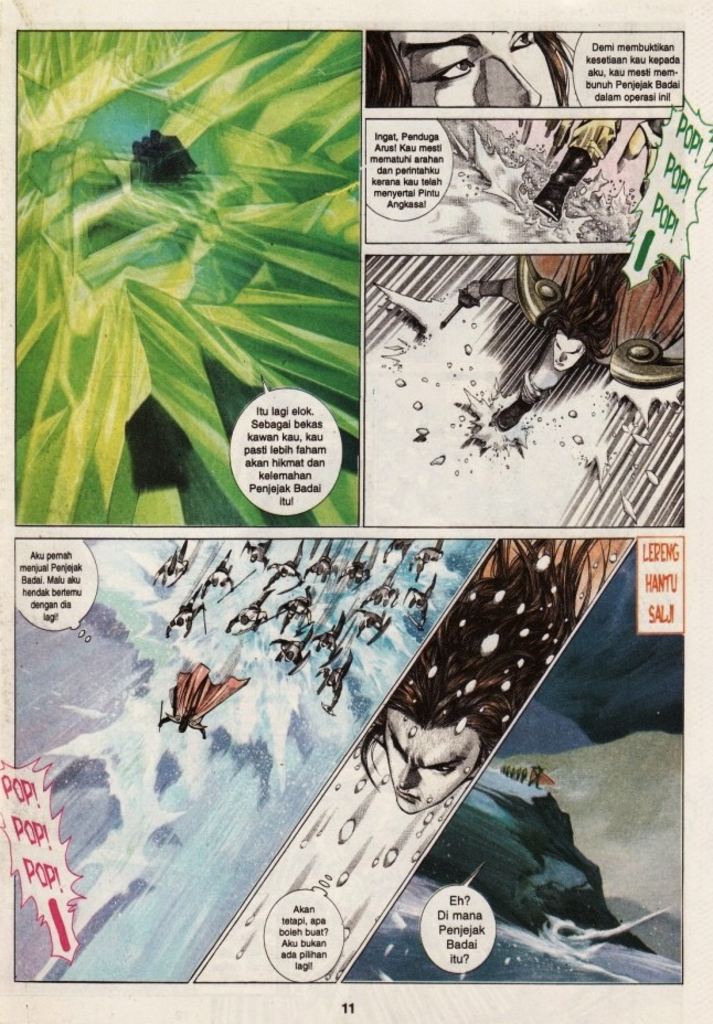 Itu lagi elok.
Sebagai bekas
kawan kau, kau
pasti lebih faham
akan hikmat dan
kelemahan
Penjejak Badai
itu!
Demi membuktikan
kesetiaan kau kepada
aku, kau mesti mem-
bunuh Penjejak Badai
dalam operasi ini!
Ingat, Penduga
Arus! Kau mesti
mematuhi arahan
dan perintahku
kerana kau telah
menyertai Pintu
Angkasa!
POP!
POP!
POP!
!
Aku pernah
menjual Penjejak
Badai. Malu aku
hendak bertemu
dengan dia
lagi!
POP!
POP!
POP!
!
Akan
tetapi, apa
boleh buat?
Aku bukan
ada pilihan
lagi!
LERENG
HANTU
SALJI
Eh?
Di mana
Penjejak
Badai
itu?
11